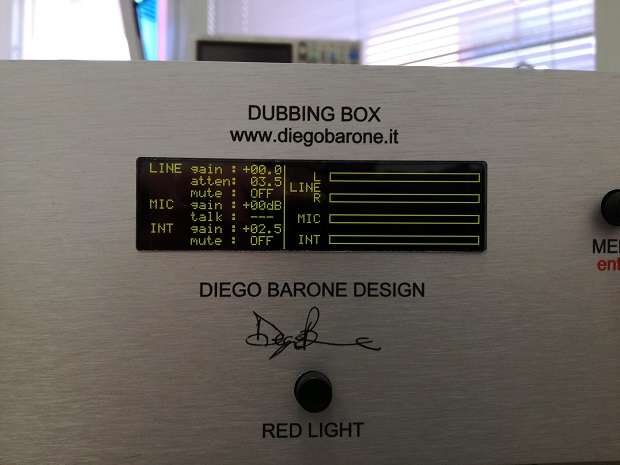 DUBBING BOX
www.diegobarone.it
LINE gain : +00.0
atten: 03.5
mute : OFF
MIC gain : +00dB
talk : ---
INT gain : +02.5
mute : OFF
L
LINE
R
MIC
INT
DIEGO BARONE DESIGN
RED LIGHT